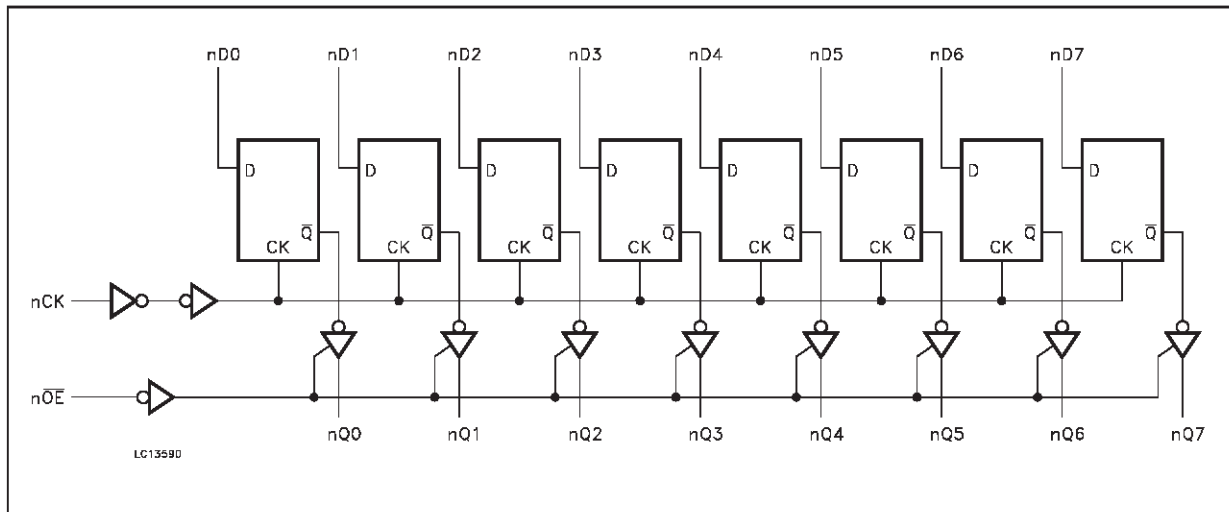 nD0 nD1 nD2 nD3 nD4 nD5 nD6 nD7
D D D D D D D D
Q̅ Q̅ Q̅ Q̅ Q̅ Q̅ Q̅ Q̅
CK CK CK CK CK CK CK CK
nCK
nO̅E̅
nQ0 nQ1 nQ2 nQ3 nQ4 nQ5 nQ6 nQ7
LC13590